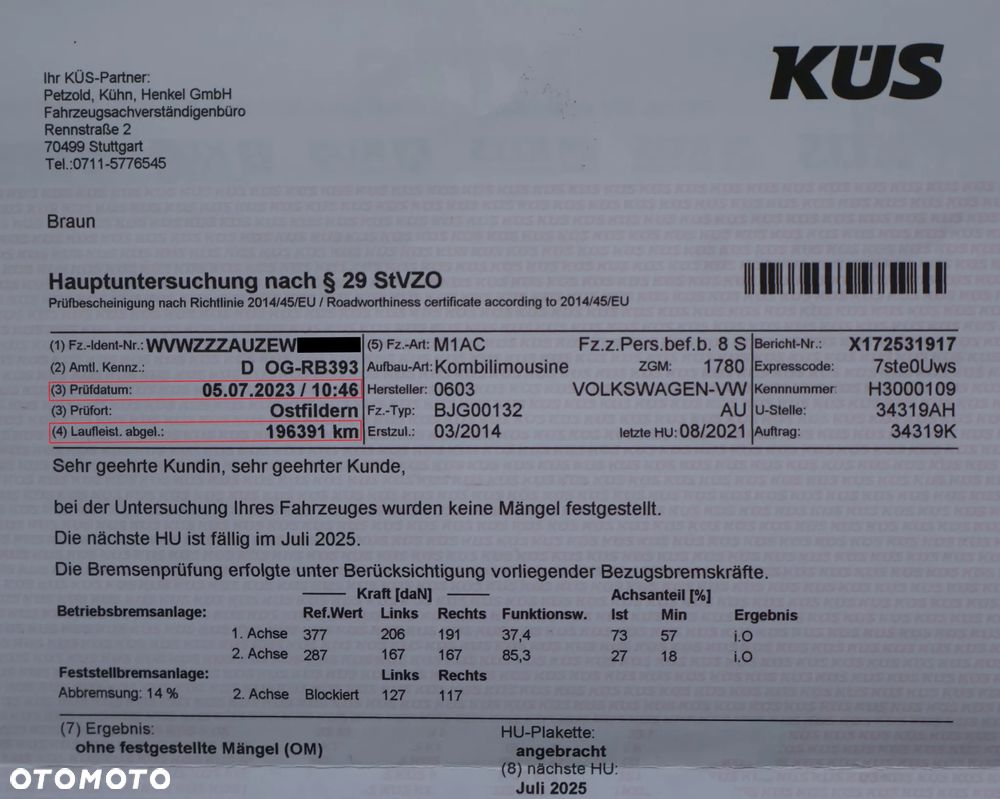 KÜS
Ihr KÜS-Partner:
Petzold, Kühn, Henkel GmbH
Fahrzeugsachverständigenbüro
Rennstraße 2
70499 Stuttgart
Tel.:0711-5776545
Braun
Hauptuntersuchung nach § 29 StVZO
Prüfbescheinigung nach Richtlinie 2014/45/EU / Roadworthiness certificate according to 2014/45/EU
(1) Fz.-Ident-Nr.: WVWZZZAUZEW (5) Fz.-Art: M1AC Fz.z.Pers.bef.b. 8 S Bericht-Nr.: X172531917
(2) Amtl. Kennz.: D OG-RB393 Aufbau-Art: Kombilimousine ZGM: 1780 Expresscode: 7ste0Uws
(3) Prüfdatum: 05.07.2023 / 10:46 Hersteller: 0603 VOLKSWAGEN-VW Kennnummer: H3000109
(3) Prüfort: Ostfildern Fz.-Typ: BJG00132 AU U-Stelle: 34319AH
(4) Laufleist. abgel.: 196391 km Erstzul.: 03/2014 letzte HU: 08/2021 Auftrag: 34319K
Sehr geehrte Kundin, sehr geehrter Kunde,
bei der Untersuchung Ihres Fahrzeuges wurden keine Mängel festgestellt.
Die nächste HU ist fällig im Juli 2025.
Die Bremsenprüfung erfolgte unter Berücksichtigung vorliegender Bezugsbremskräfte.
Kraft [daN] Achsanteil [%]
Betriebsbremsanlage: Ref.Wert Links Rechts Funktionsw. Ist Min Ergebnis
1. Achse 377 206 191 37,4 73 57 i.O
2. Achse 287 167 167 85,3 27 18 i.O
Feststellbremsanlage: Links Rechts
Abbremsung: 14 % 2. Achse Blockiert 127 117
(7) Ergebnis: HU-Plakette:
ohne festgestellte Mängel (OM) angebracht
(8) nächste HU:
Juli 2025
OTOMOTO